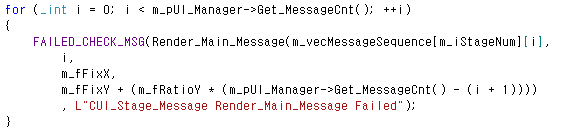 for (_int i = 0; i < m_pUI_Manager->Get_MessageCnt(); ++i)
{
FAILED_CHECK_MSG(Render_Main_Message(m_vecMessageSequence[m_iStageNum][i],
i,
m_fFixX,
m_fFixY + (m_fRatioY * (m_pUI_Manager->Get_MessageCnt() - (i + 1))))
, L"CUI_Stage_Message Render_Main_Message Failed");
}